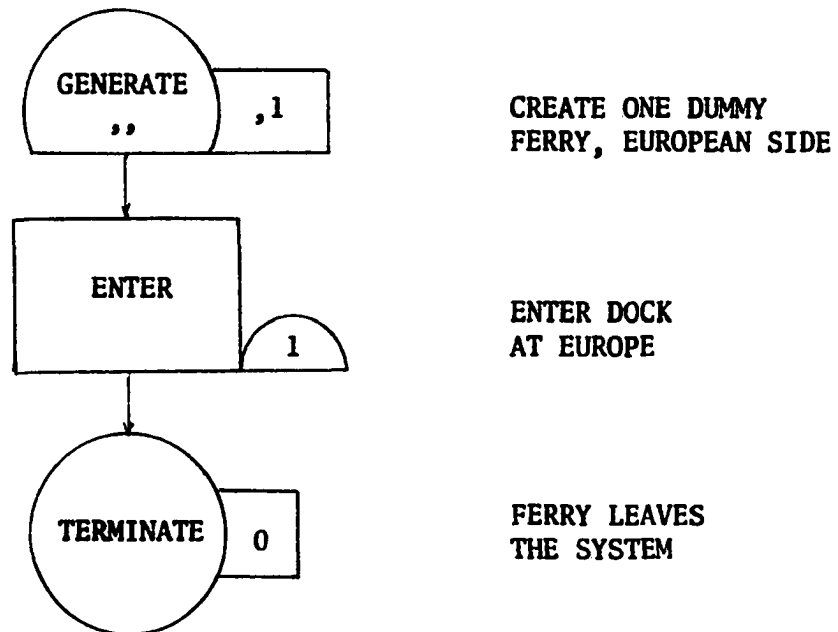 GENERATE
,,
,1
CREATE ONE DUMMY
FERRY, EUROPEAN SIDE
ENTER
1
ENTER DOCK
AT EUROPE
TERMINATE
0
FERRY LEAVES
THE SYSTEM